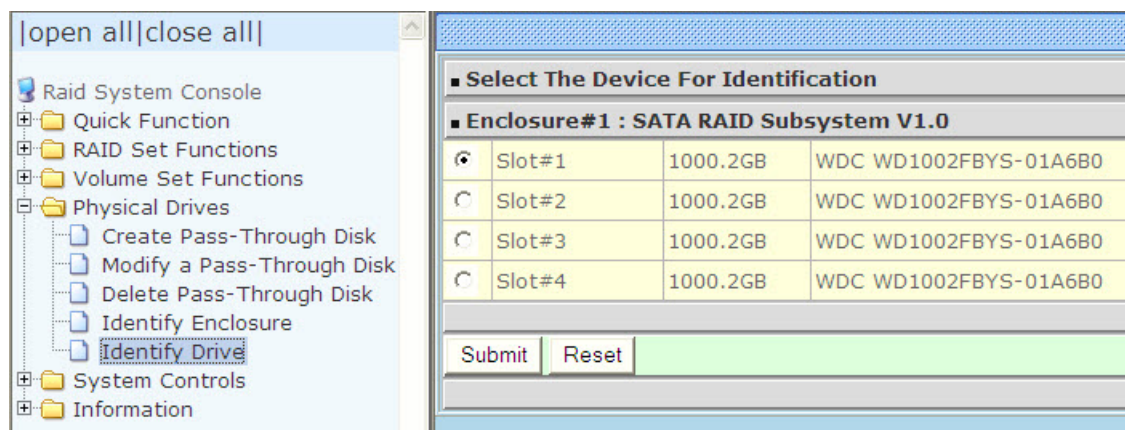 |open all|close all|
Raid System Console
Quick Function
RAID Set Functions
Volume Set Functions
Physical Drives
Create Pass-Through Disk
Modify a Pass-Through Disk
Delete Pass-Through Disk
Identify Enclosure
Identify Drive
System Controls
Information
Select The Device For Identification
Enclosure#1 : SATA RAID Subsystem V1.0
Slot#1 1000.2GB WDC WD1002FBYS-01A6B0
Slot#2 1000.2GB WDC WD1002FBYS-01A6B0
Slot#3 1000.2GB WDC WD1002FBYS-01A6B0
Slot#4 1000.2GB WDC WD1002FBYS-01A6B0
Submit Reset